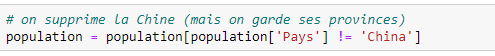 # on supprime la Chine (mais on garde ses provinces)
population = population[population['Pays'] != 'China']